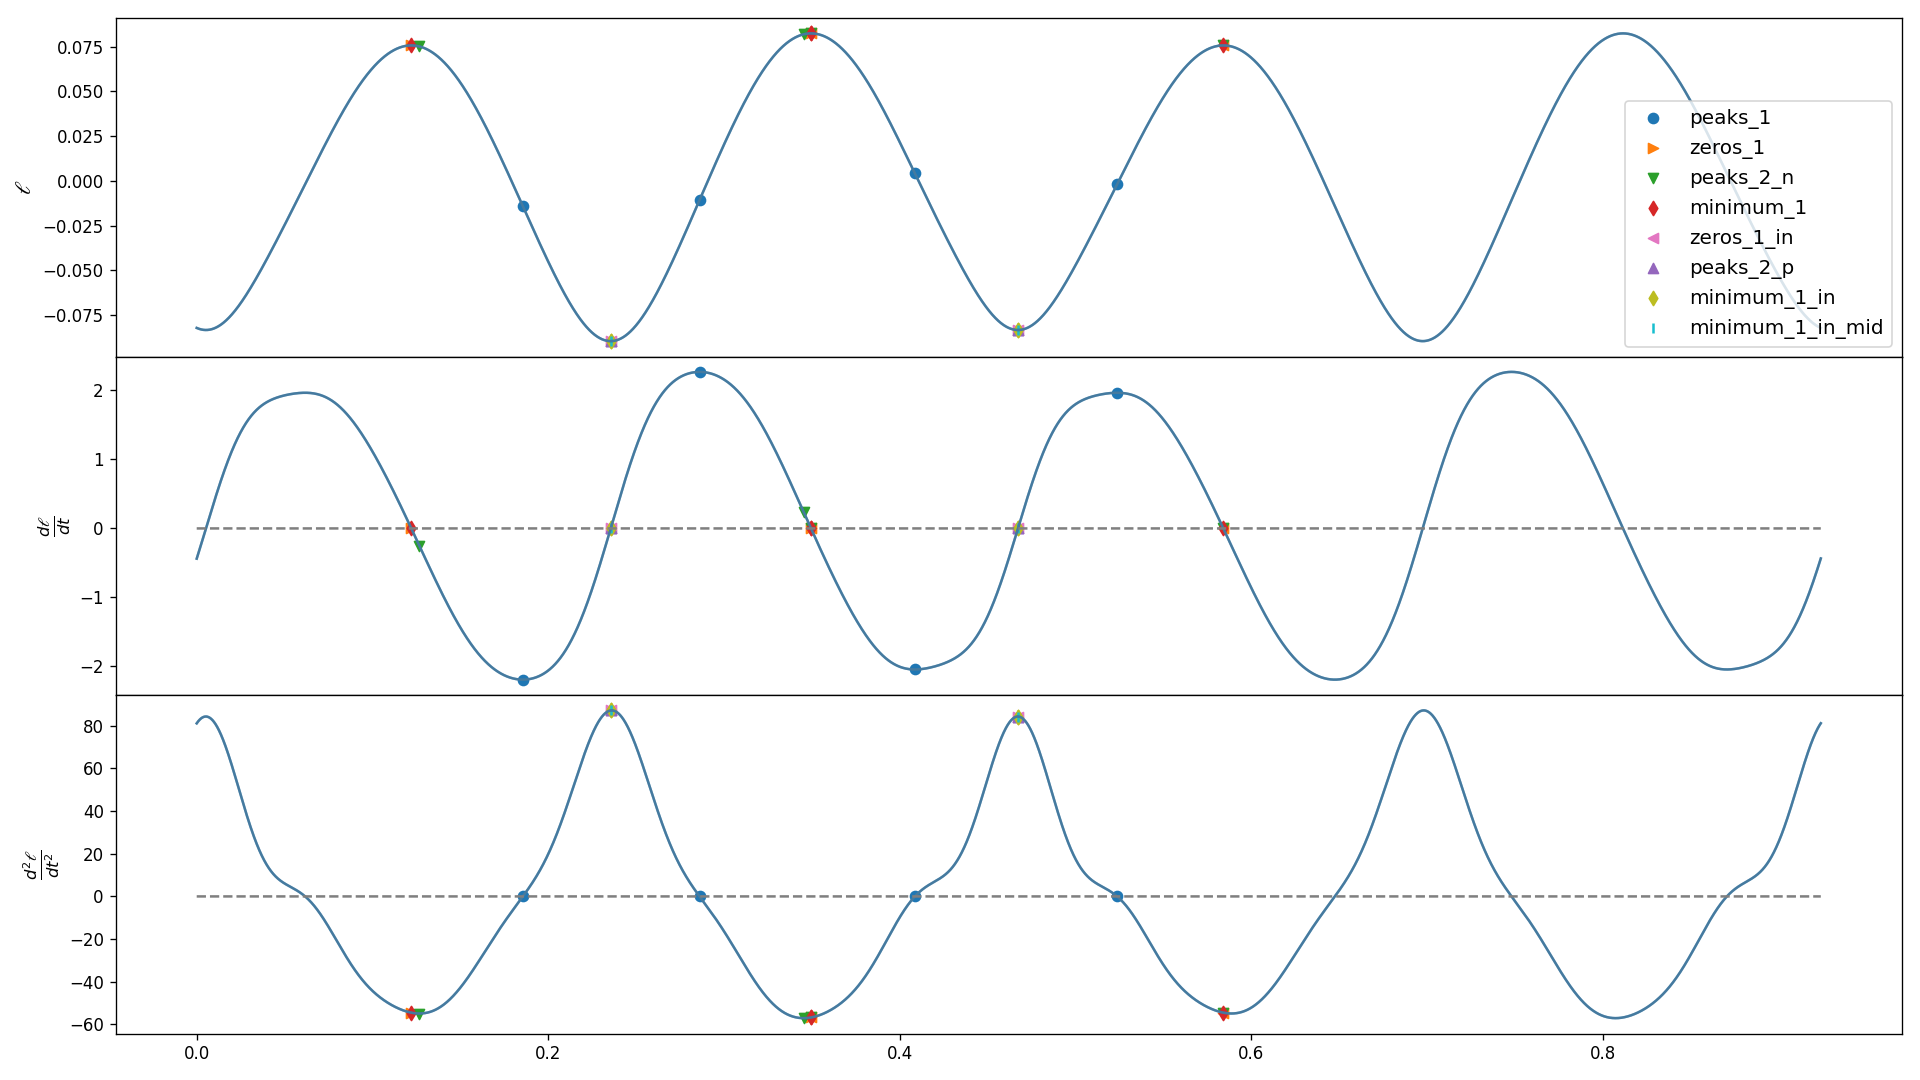 0.075
0.050
0.025
0.000
−0.025
−0.050
−0.075
ℓ
peaks_1
zeros_1
peaks_2_n
minimum_1
zeros_1_in
peaks_2_p
minimum_1_in
minimum_1_in_mid
2
1
0
−1
−2
dℓ/dt
80
60
40
20
0
−20
−40
−60
d²ℓ/dt²
0.0 0.2 0.4 0.6 0.8